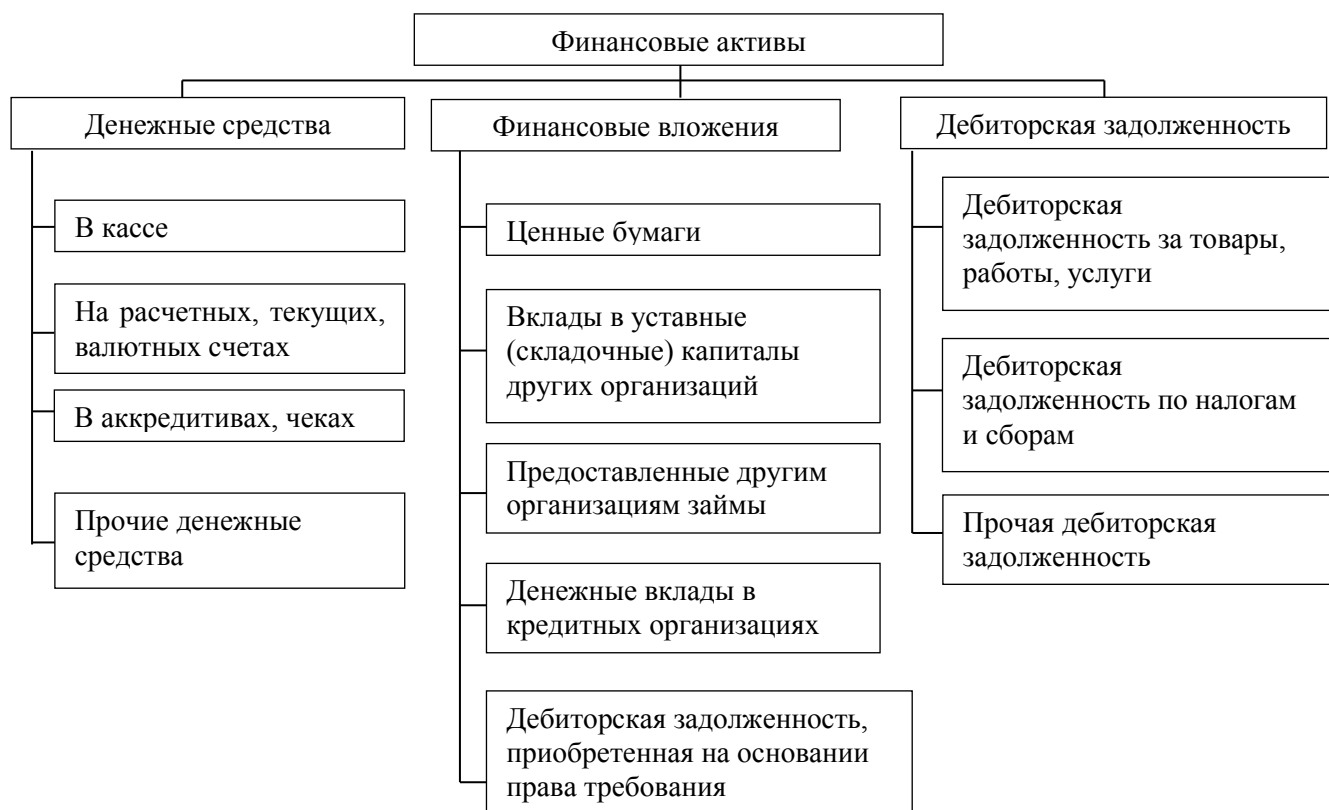 Финансовые активы
Денежные средства
В кассе
На расчетных, текущих,
валютных счетах
В аккредитивах, чеках
Прочие денежные
средства
Финансовые вложения
Ценные бумаги
Вклады в уставные
(складочные) капиталы
других организаций
Предоставленные другим
организациям займы
Денежные вклады в
кредитных организациях
Дебиторская задолженность,
приобретенная на основании
права требования
Дебиторская задолженность
Дебиторская
задолженность за товары,
работы, услуги
Дебиторская
задолженность по налогам
и сборам
Прочая дебиторская
задолженность